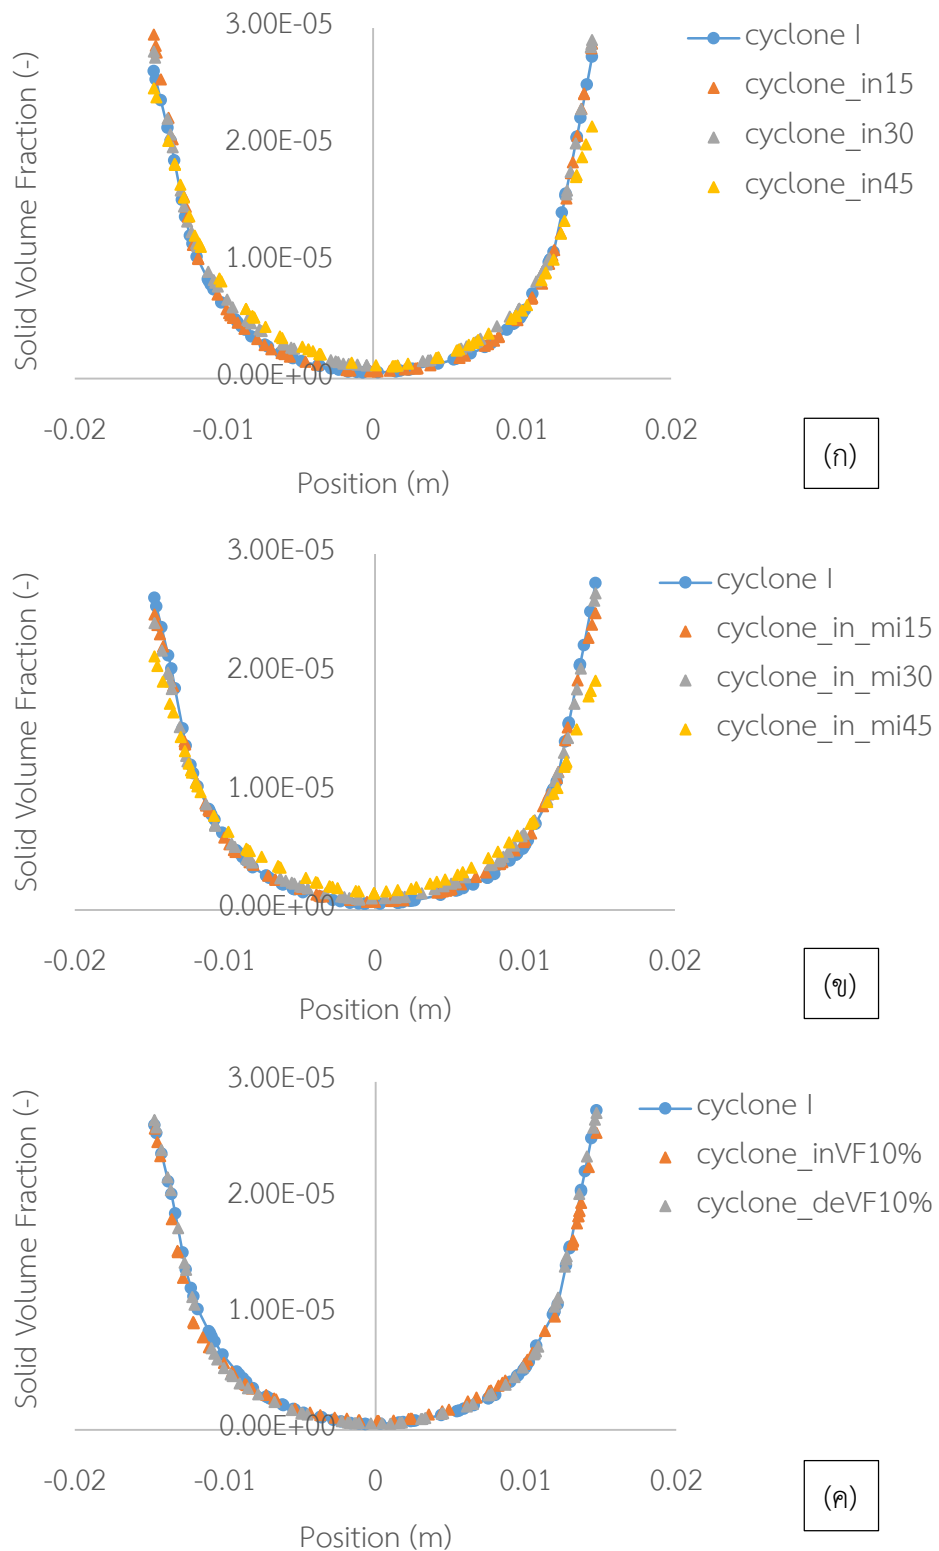 3.00E-05
2.00E-05
1.00E-05
0.00E+00
-0.02
-0.01
0
0.01
0.02
Solid Volume Fraction (-)
Position (m)
cyclone I
cyclone_in15
cyclone_in30
cyclone_in45
(ก)
3.00E-05
2.00E-05
1.00E-05
0.00E+00
-0.02
-0.01
0
0.01
0.02
Solid Volume Fraction (-)
Position (m)
cyclone I
cyclone_in_mi15
cyclone_in_mi30
cyclone_in_mi45
(ข)
3.00E-05
2.00E-05
1.00E-05
0.00E+00
-0.02
-0.01
0
0.01
0.02
Solid Volume Fraction (-)
Position (m)
cyclone I
cyclone_inVF10%
cyclone_deVF10%
(ค)